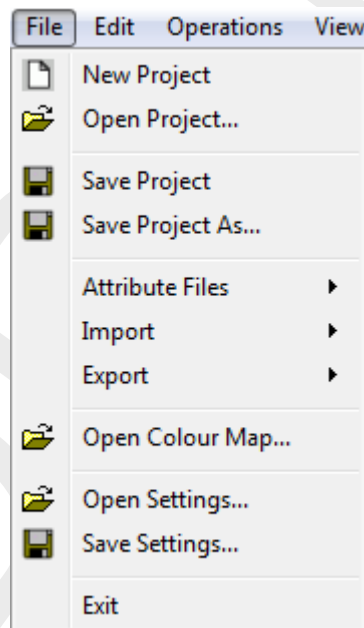 File Edit Operations View
New Project
Open Project...
Save Project
Save Project As...
Attribute Files
Import
Export
Open Colour Map...
Open Settings...
Save Settings...
Exit